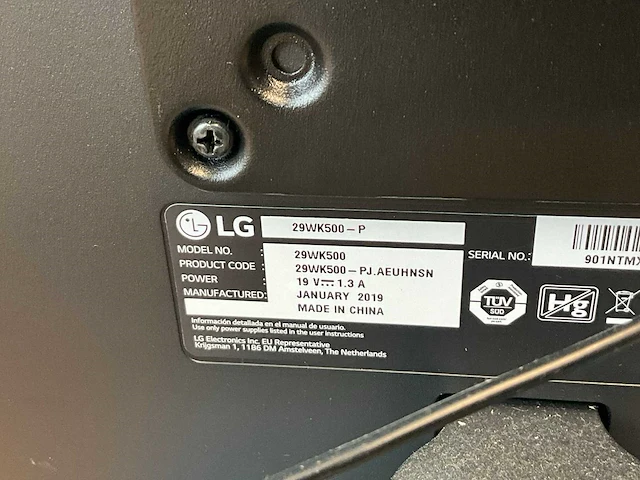 LG 29WK500-P
MODEL NO. : 29WK500
PRODUCT CODE : 29WK500-PJ.AEUHNSN
POWER : 19 V⎓ 1.3 A
MANUFACTURED: JANUARY 2019
MADE IN CHINA
SERIAL NO.:
901NTMX
TÜV
SÜD
Hg
Información detallada en el manual de usuario.
Use only power supplies listed in the user instructions
LG Electronics Inc. EU Representative
Krijgsman 1, 1186 DM Amstelveen, The Netherlands